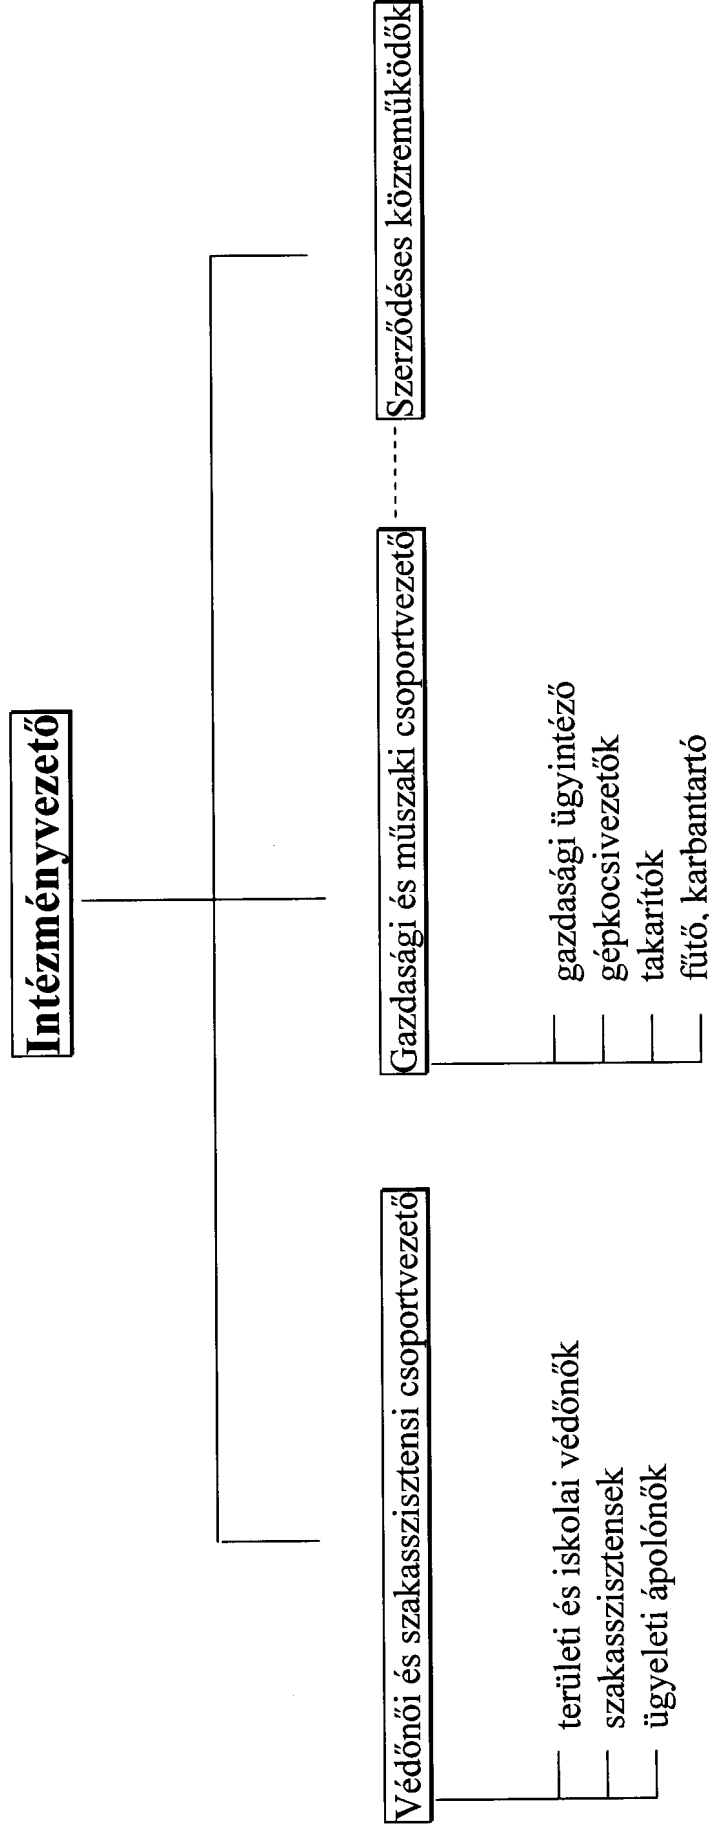 Intézményvezető
Védőnői és szakasszisztensi csoportvezető
Gazdasági és műszaki csoportvezető
Szerződéses közreműködők
területi és iskolai védőnők
szakasszisztensek
ügyeleti ápolónők
gazdasági ügyintéző
gépkocsivezetők
takarítók
fűtő, karbantartó